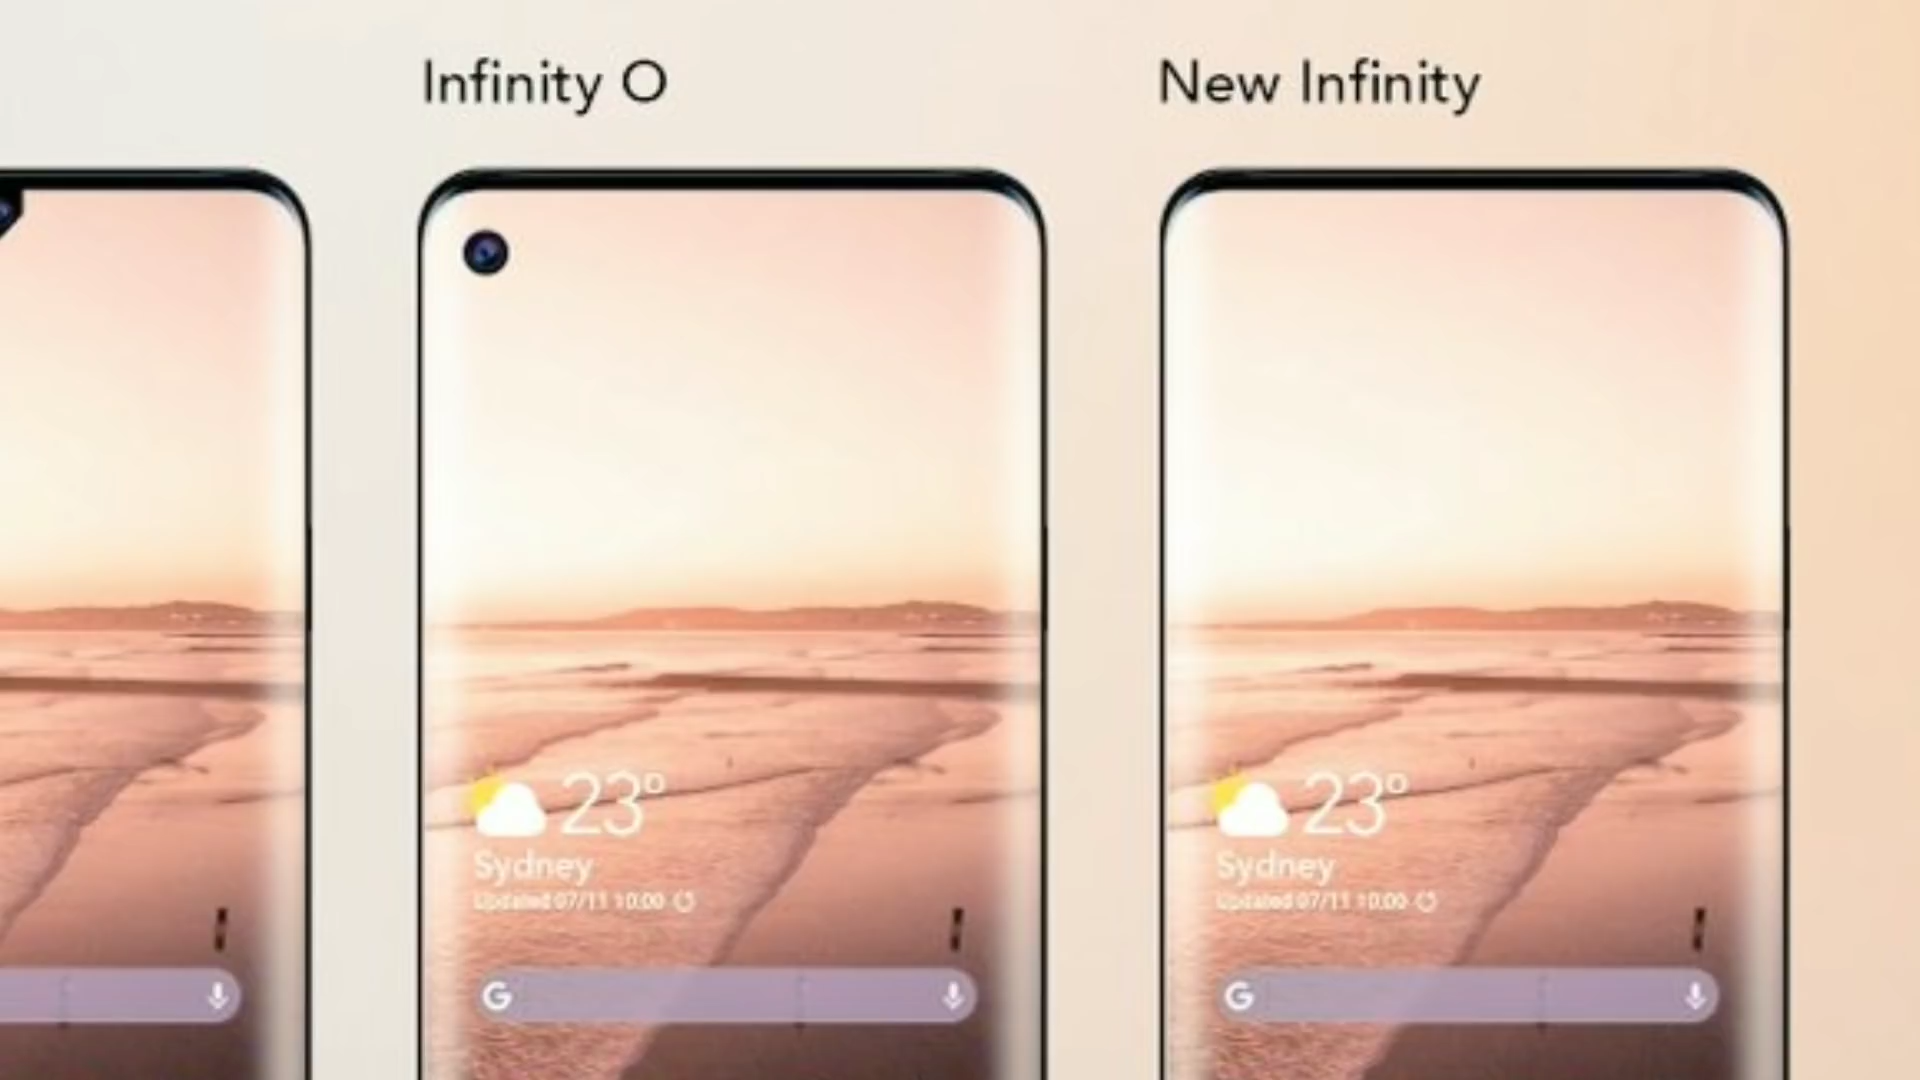 Infinity O
New Infinity
23°
Sydney
Updated 07/11 10:00
G
23°
Sydney
Updated 07/11 10:00
G